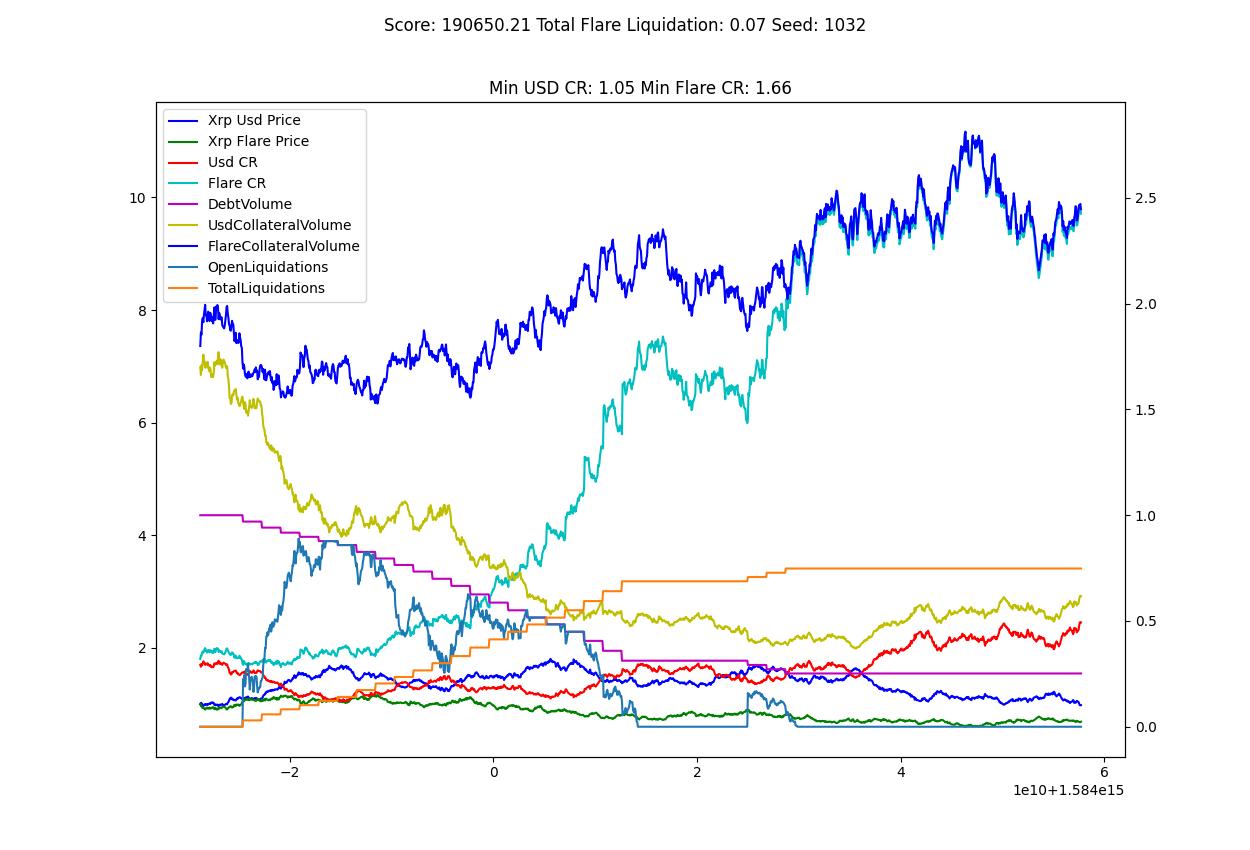 Score: 190650.21 Total Flare Liquidation: 0.07 Seed: 1032
Min USD CR: 1.05 Min Flare CR: 1.66
Xrp Usd Price
Xrp Flare Price
Usd CR
Flare CR
DebtVolume
UsdCollateralVolume
FlareCollateralVolume
OpenLiquidations
TotalLiquidations
10
8
6
4
2
2.5
2.0
1.5
1.0
0.5
0.0
−2 0 2 4 6
1e10+1.584e15